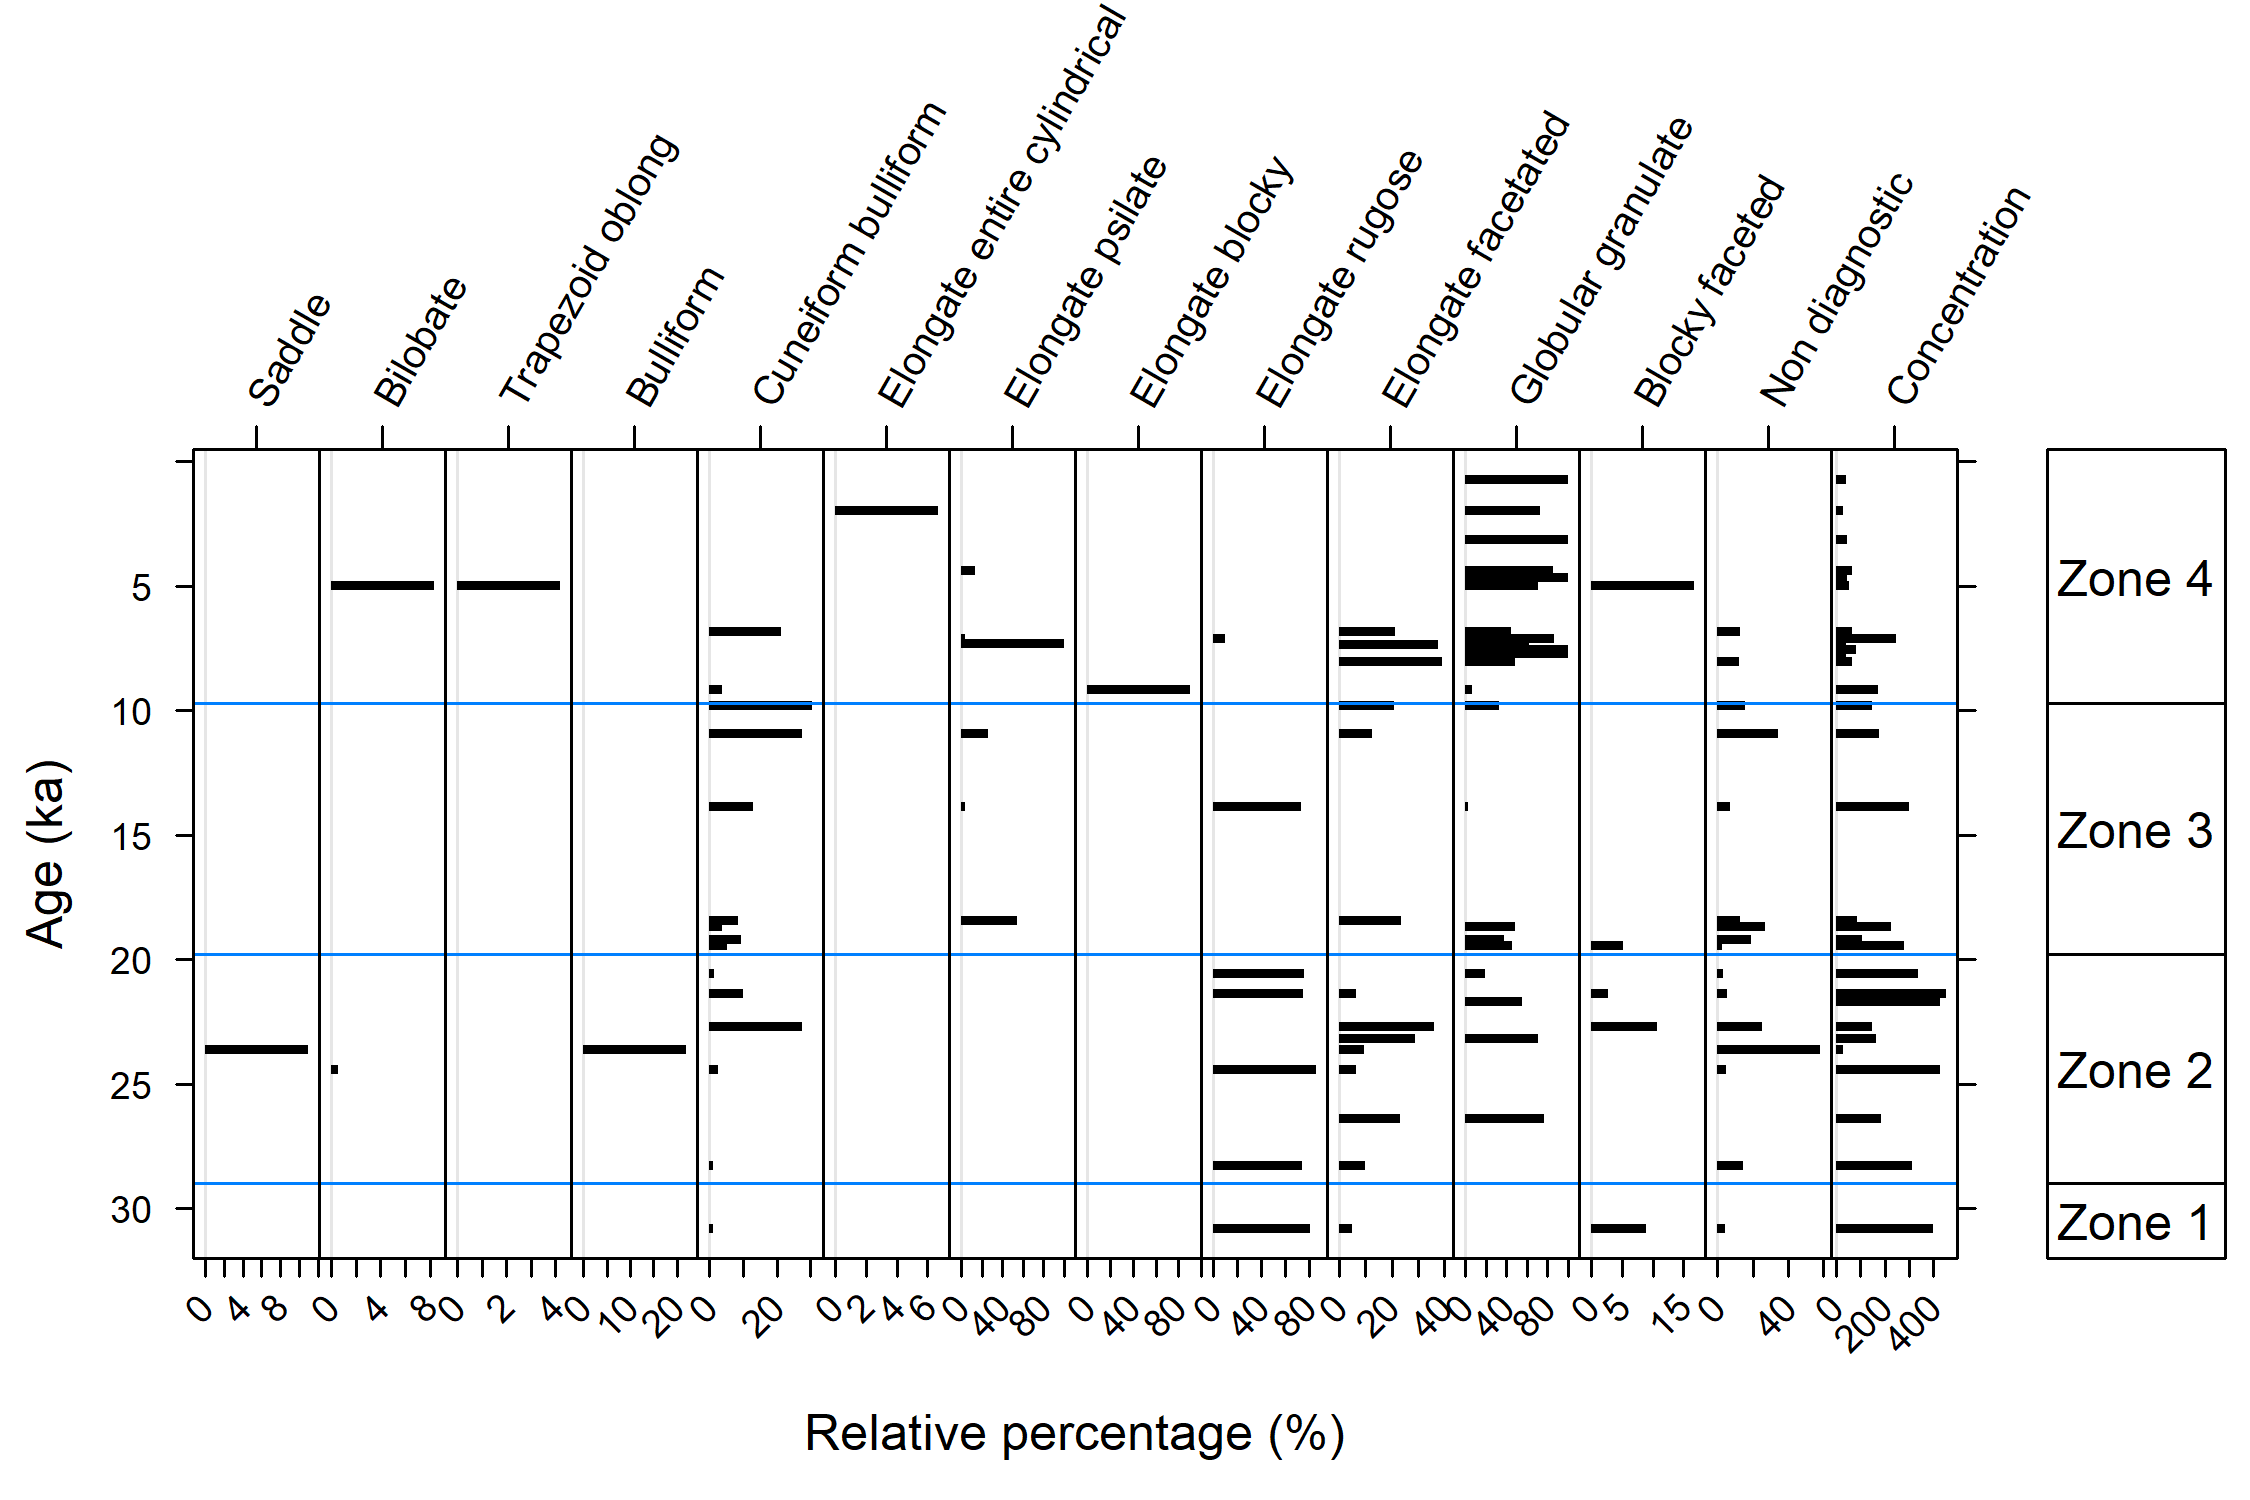 Saddle
Bilobate
Trapezoid oblong
Bulliform
Cuneiform bulliform
Elongate entire cylindrical
Elongate psilate
Elongate blocky
Elongate rugose
Elongate facetated
Globular granulate
Blocky faceted
Non diagnostic
Concentration
Age (ka)
5
10
15
20
25
30
Zone 4
Zone 3
Zone 2
Zone 1
0 4 8 0 4 8 0 2 4 0 10 20 0 20 0 2 4 6 0 40 80 0 40 80 0 40 80 0 20 40 0 40 80 0 5 15 0 40 0 200 400
Relative percentage (%)